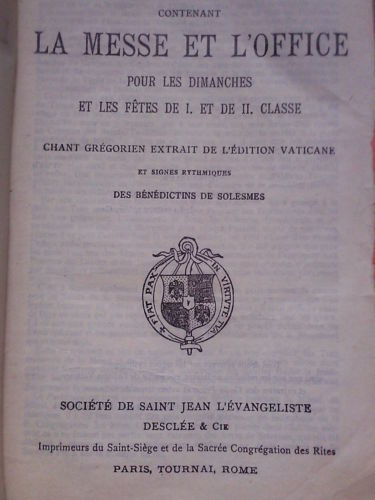 CONTENANT
LA MESSE ET L'OFFICE
POUR LES DIMANCHES
ET LES FÊTES DE I. ET DE II. CLASSE
CHANT GRÉGORIEN EXTRAIT DE L'ÉDITION VATICANE
ET SIGNES RYTHMIQUES
DES BÉNÉDICTINS DE SOLESMES
FIAT PAX IN VIRTUTE TUA
SOCIÉTÉ DE SAINT JEAN L'ÉVANGELISTE
DESCLÉE & Cie
Imprimeurs du Saint-Siège et de la Sacrée Congrégation des Rites
PARIS, TOURNAI, ROME